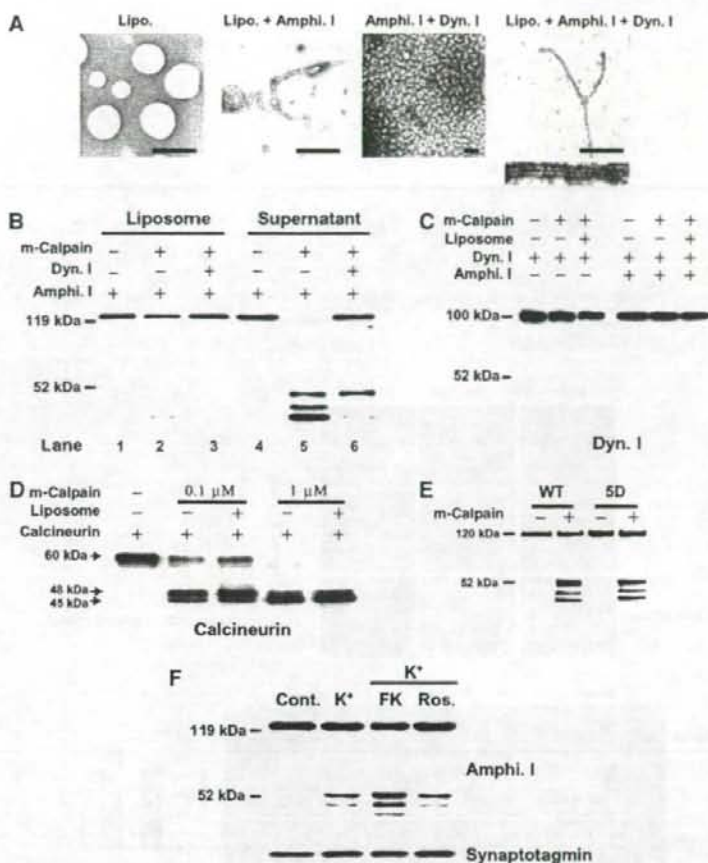 A
Lipo.
Lipo. + Amphi. I
Amphi. I + Dyn. I
Lipo. + Amphi. I + Dyn. I
B
Liposome Supernatant
m-Calpain – + + – + +
Dyn. I – – + – – +
Amphi. I + + + + + +
119 kDa
52 kDa
Lane 1 2 3 4 5 6
C
m-Calpain – + + – + +
Liposome – – + – – +
Dyn. I + + + + + +
Amphi. I – – – + + +
100 kDa
52 kDa
Dyn. I
D
m-Calpain – 0.1 µM 1 µM
Liposome – – + – +
Calcineurin + + + + +
60 kDa
48 kDa
45 kDa
Calcineurin
E
WT 5D
m-Calpain – + – +
120 kDa
52 kDa
F
K⁺
Cont. K⁺ FK Ros.
119 kDa
Amphi. I
52 kDa
Synaptotagmin